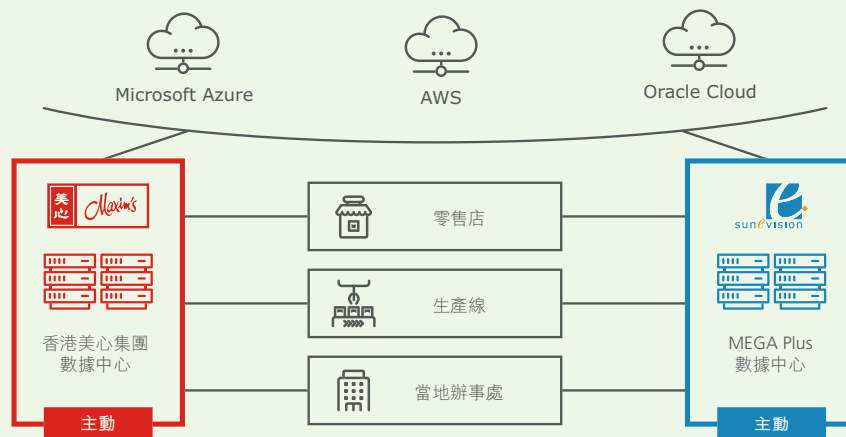 Microsoft Azure
AWS
Oracle Cloud
美心
Maxim's
sunevision
零售店
生產線
當地辦事處
香港美心集團
數據中心
主動
MEGA Plus
數據中心
主動